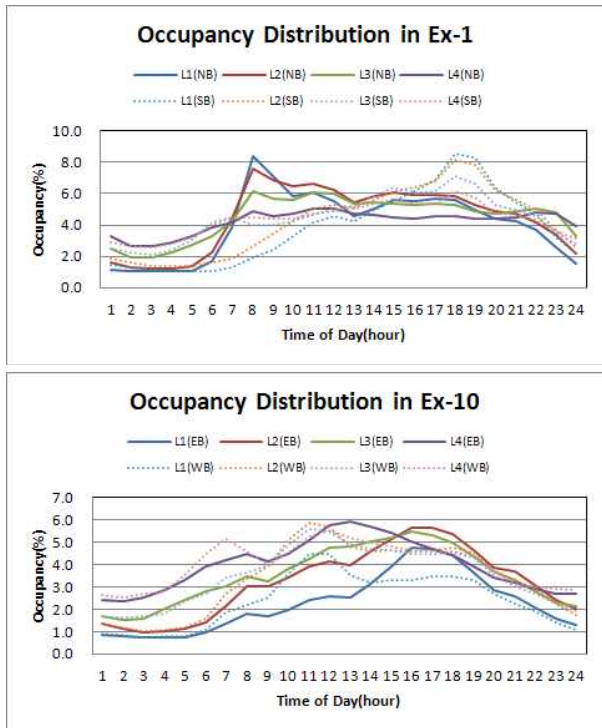 Occupancy Distribution in Ex-1
L1(NB) L2(NB) L3(NB) L4(NB)
L1(SB) L2(SB) L3(SB) L4(SB)
10.0
8.0
6.0
4.0
2.0
0.0
Occupancy(%)
1 2 3 4 5 6 7 8 9 10 11 12 13 14 15 16 17 18 19 20 21 22 23 24
Time of Day(hour)
Occupancy Distribution in Ex-10
L1(EB) L2(EB) L3(EB) L4(EB)
L1(WB) L2(WB) L3(WB) L4(WB)
7.0
6.0
5.0
4.0
3.0
2.0
1.0
0.0
Occupancy(%)
1 2 3 4 5 6 7 8 9 10 11 12 13 14 15 16 17 18 19 20 21 22 23 24
Time of Day(hour)